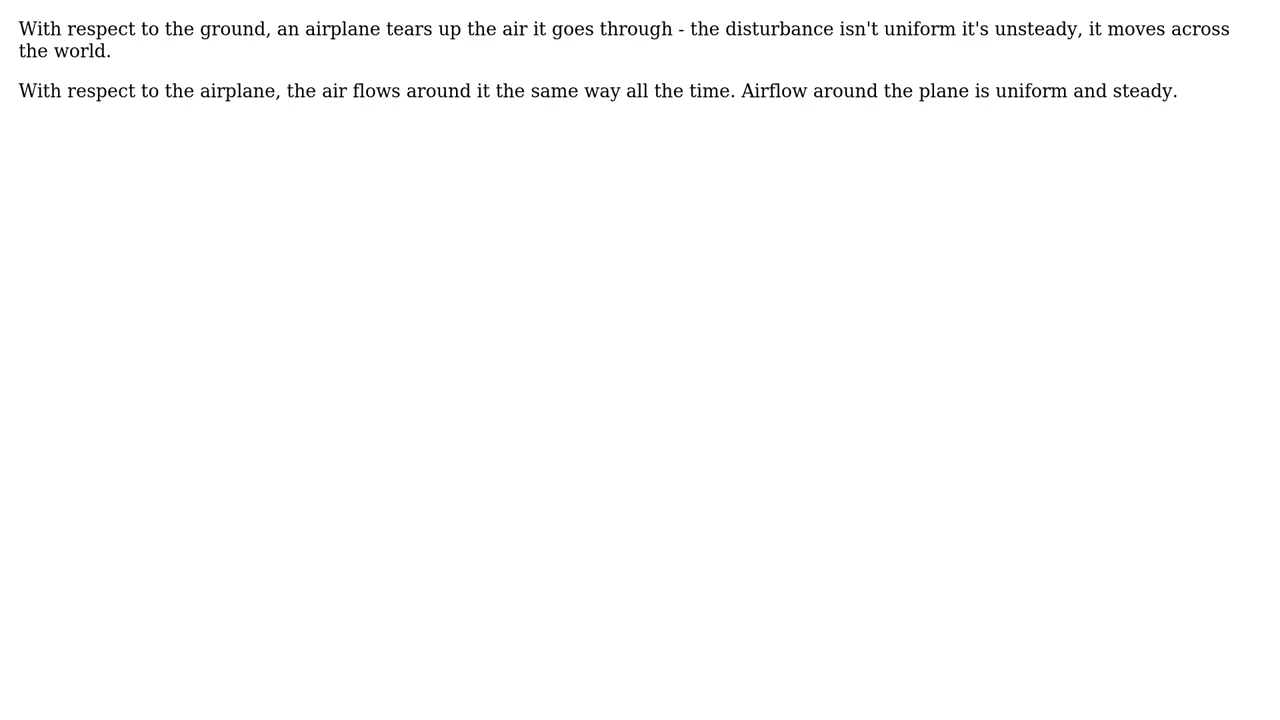 With respect to the ground, an airplane tears up the air it goes through - the disturbance isn't uniform it's unsteady, it moves across
the world.
With respect to the airplane, the air flows around it the same way all the time. Airflow around the plane is uniform and steady.